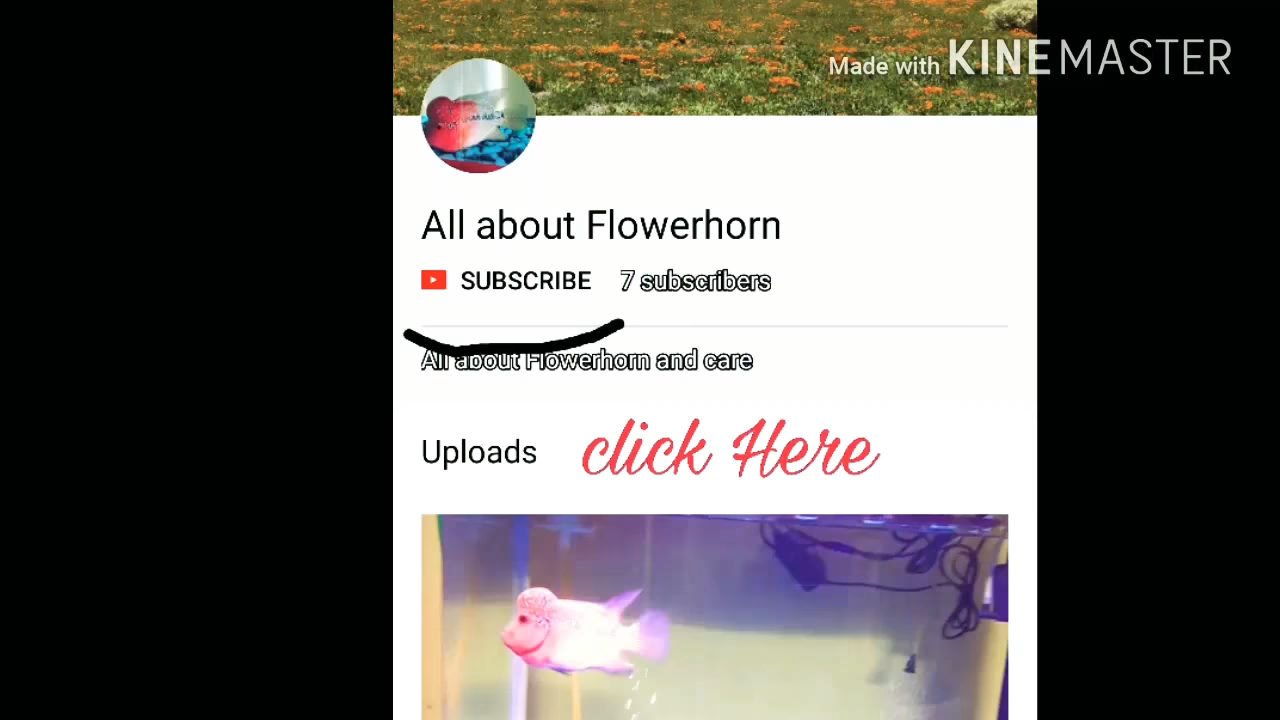 Made with KINEMASTER
All about Flowerhorn
SUBSCRIBE 7 subscribers
All about Flowerhorn and care
Uploads click Here